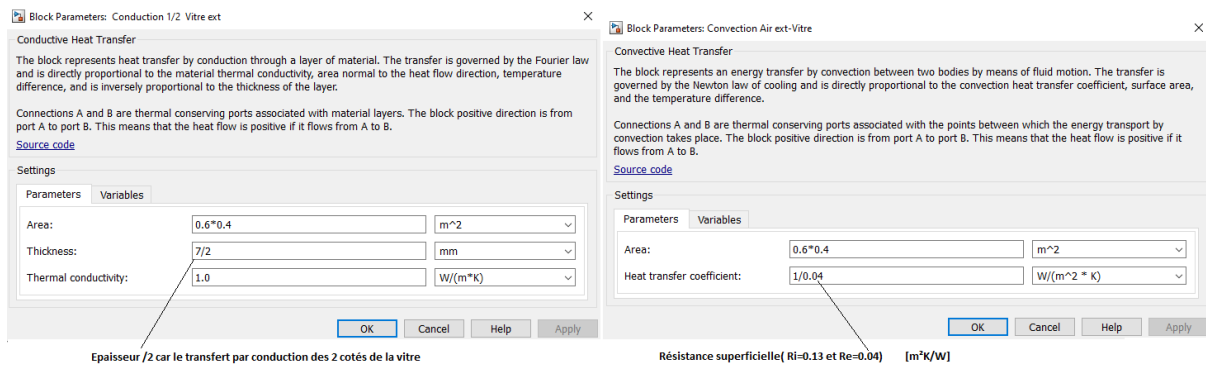 Block Parameters: Conduction 1/2 Vitre ext
Conductive Heat Transfer
The block represents heat transfer by conduction through a layer of material. The transfer is governed by the Fourier law
and is directly proportional to the material thermal conductivity, area normal to the heat flow direction, temperature
difference, and is inversely proportional to the thickness of the layer.
Connections A and B are thermal conserving ports associated with material layers. The block positive direction is from
port A to port B. This means that the heat flow is positive if it flows from A to B.
Source code
Settings
Parameters Variables
Area: 0.6*0.4 m^2
Thickness: 7/2 mm
Thermal conductivity: 1.0 W/(m*K)
OK Cancel Help Apply
Epaisseur /2 car le transfert par conduction des 2 cotés de la vitre
Block Parameters: Convection Air ext-Vitre
Convective Heat Transfer
The block represents an energy transfer by convection between two bodies by means of fluid motion. The transfer is
governed by the Newton law of cooling and is directly proportional to the convection heat transfer coefficient, surface area,
and the temperature difference.
Connections A and B are thermal conserving ports associated with the points between which the energy transport by
convection takes place. The block positive direction is from port A to port B. This means that the heat flow is positive if it
flows from A to B.
Source code
Settings
Parameters Variables
Area: 0.6*0.4 m^2
Heat transfer coefficient: 1/0.04 W/(m^2 * K)
OK Cancel Help Apply
Résistance superficielle( Ri=0.13 et Re=0.04) [m²K/W]